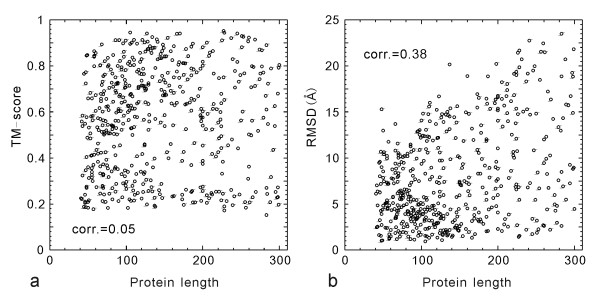 1
0.8
0.6
0.4
0.2
0
TM-score
corr.=0.05
0 100 200 300
a Protein length
25
20
15
10
5
0
RMSD (Å)
corr.=0.38
0 100 200 300
b Protein length